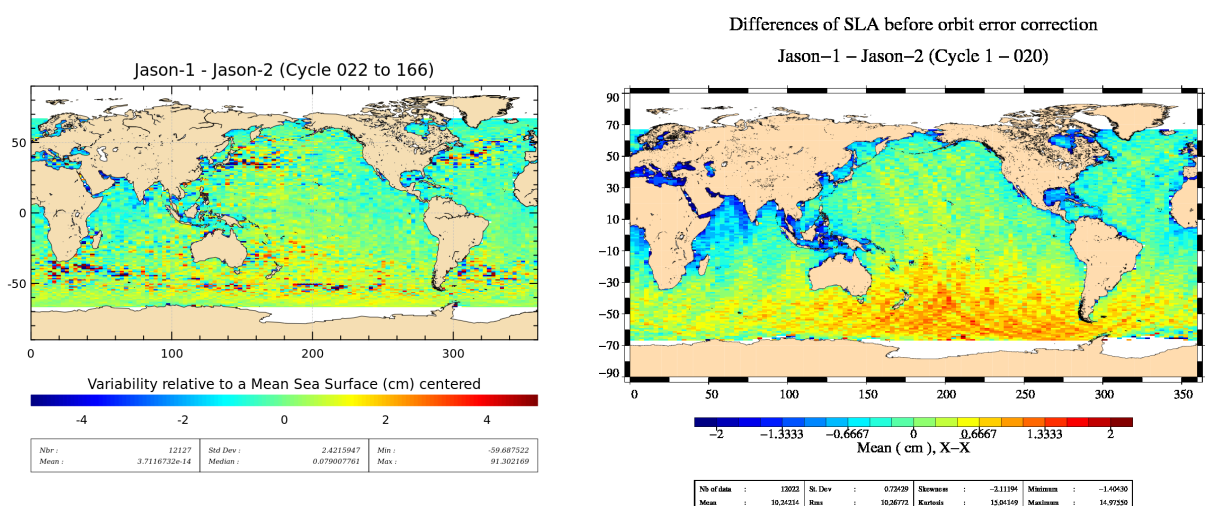 Jason-1 - Jason-2 (Cycle 022 to 166)
50
0
-50
0 100 200 300
Variability relative to a Mean Sea Surface (cm) centered
-4 -2 0 2 4
Nbr : 12127 Std Dev : 2.4215947 Min : -59.687522
Mean : 3.7116732e-14 Median : 0.079007761 Max : 91.302169
Differences of SLA before orbit error correction
Jason−1 − Jason−2 (Cycle 1 − 020)
90
70
50
30
10
−10
−30
−50
−70
−90
0 50 100 150 200 250 300 350
−2 −1.3333 −0.6667 0 0.6667 1.3333 2
Mean ( cm ), X−X
Nb of data : 12022 St. Dev : 0.72429 Skewness : −2.11194 Minimum : −1.40430
Mean : 10.24214 Rms : 10.26772 Kurtosis : 15.04149 Maximum : 14.97550